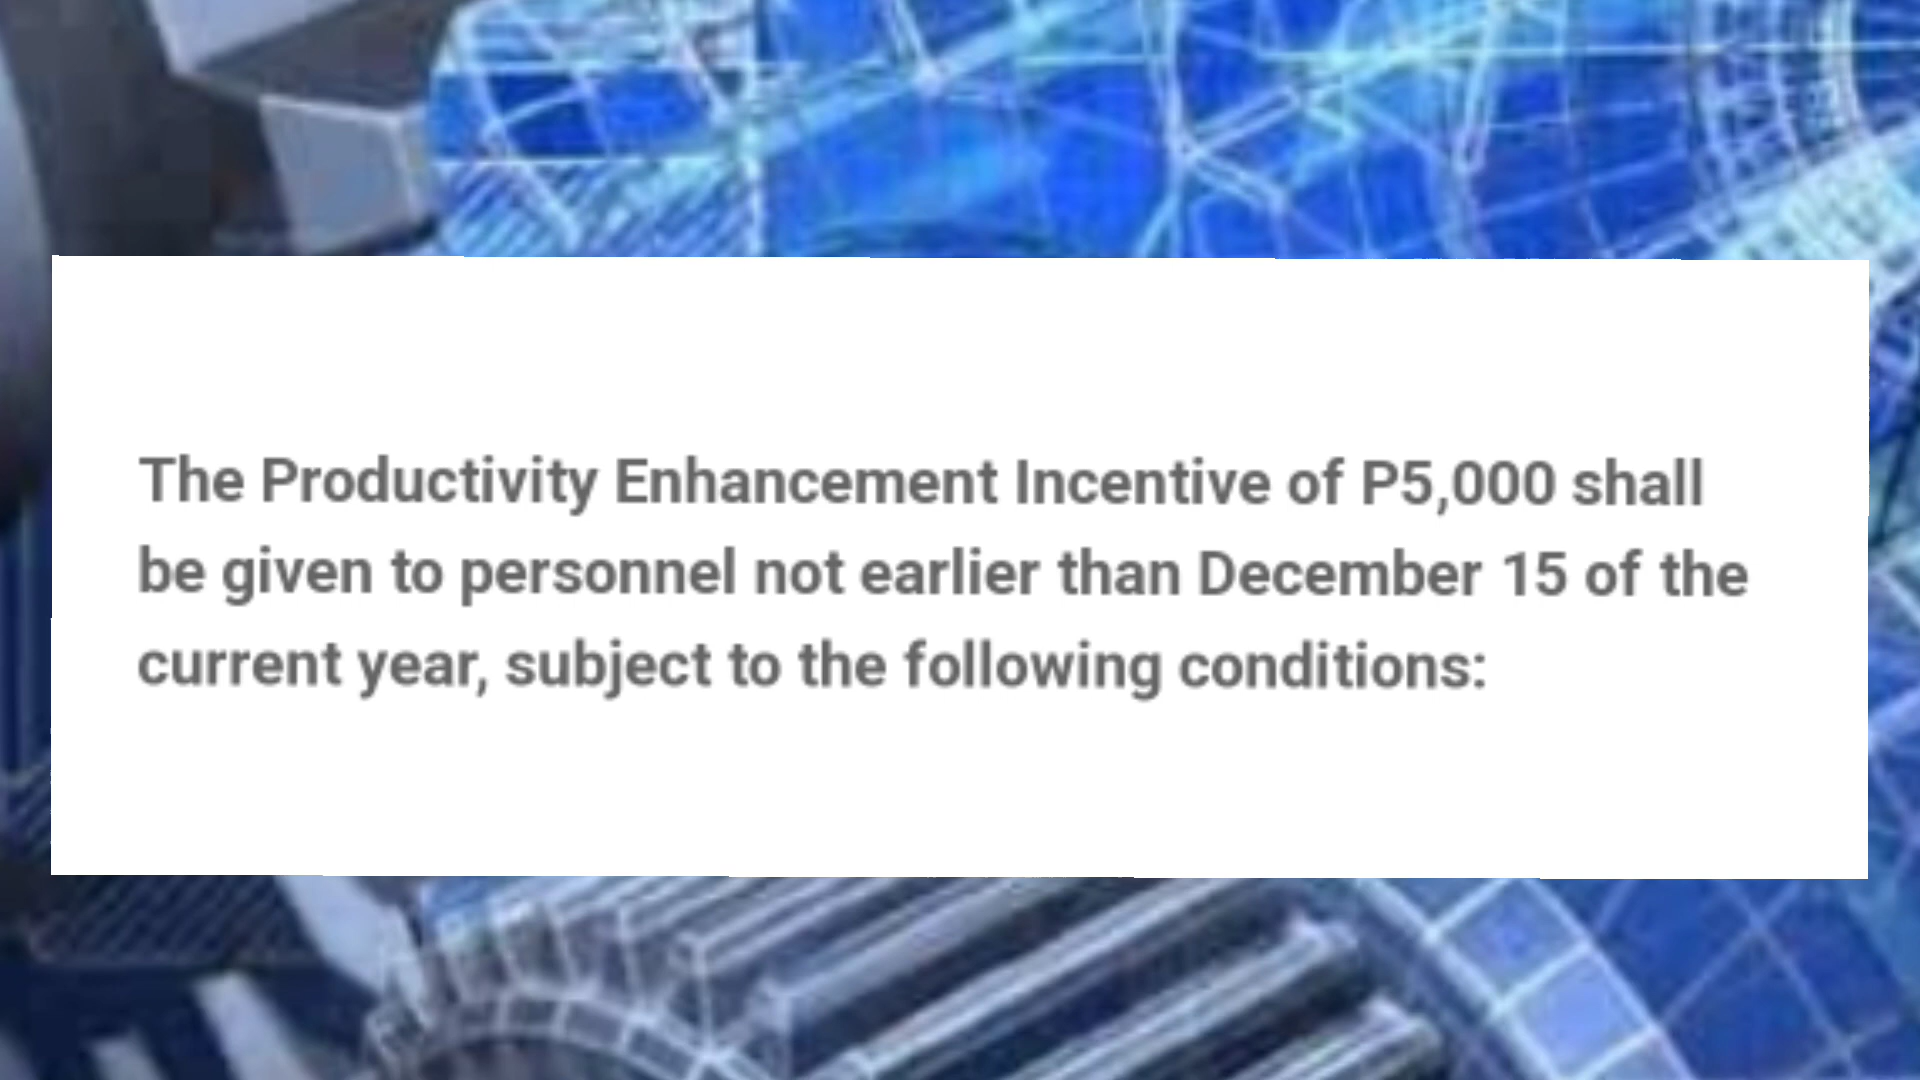 The Productivity Enhancement Incentive of P5,000 shall
be given to personnel not earlier than December 15 of the
current year, subject to the following conditions: